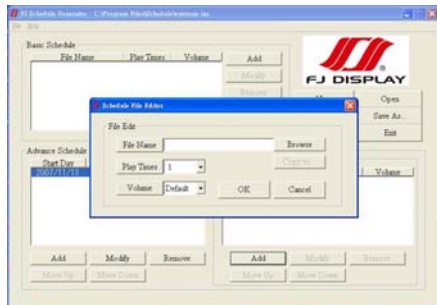 FJ Schedule Generator - C:\Program Files\Schedule\
File Help
Basic Schedule
File Name Play Times Volume
Add
Modify
Remove
FJ DISPLAY
Open
Save As...
Exit
Schedule File Editor
File Edit
File Name Browse
Play Times 1 Copy to...
Volume Default OK Cancel
Advance Schedule
Start Day Volume
2007/11/18
Add Modify Remove Add Modify Remove
Move Up Move Down Move Up Move Down